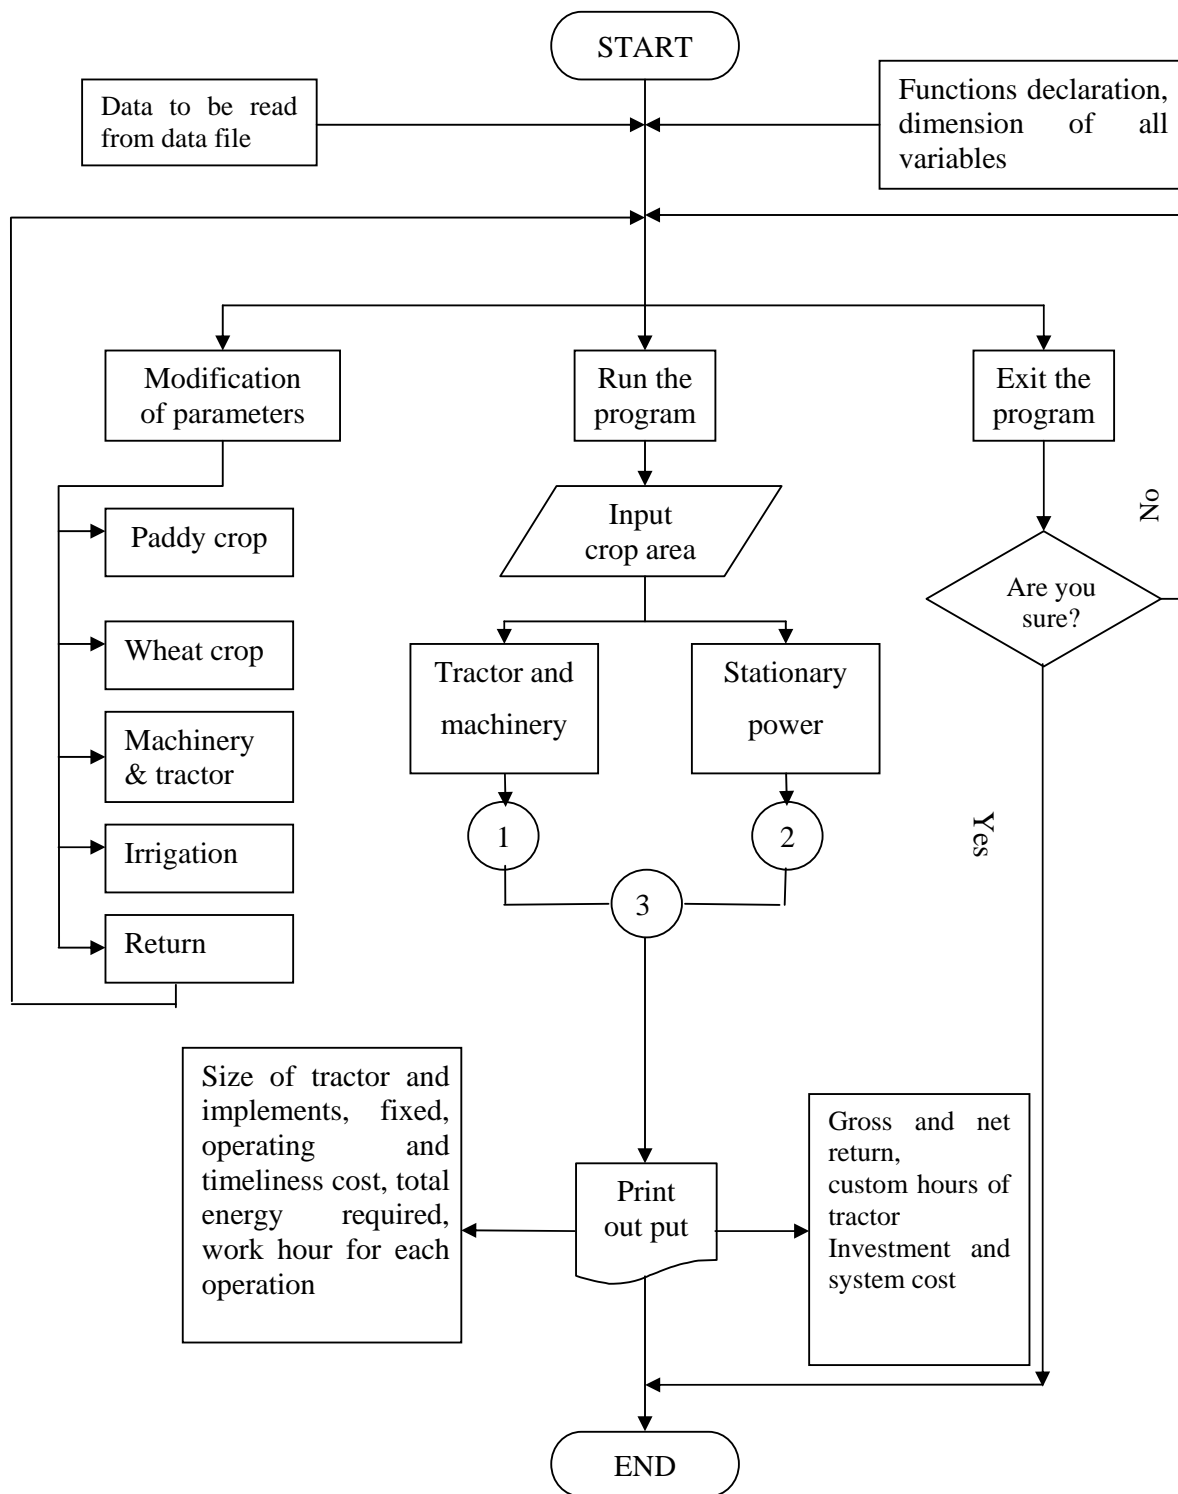 START
Data to be read
from data file
Functions declaration,
dimension of all
variables
Modification
of parameters
Run the
program
Exit the
program
Paddy crop
Wheat crop
Machinery
& tractor
Irrigation
Return
Input
crop area
Tractor and
machinery
Stationary
power
1
2
3
Are you
sure?
No
Yes
Size of tractor and
implements, fixed,
operating and
timeliness cost, total
energy required,
work hour for each
operation
Print
out put
Gross and net
return,
custom hours of
tractor
Investment and
system cost
END